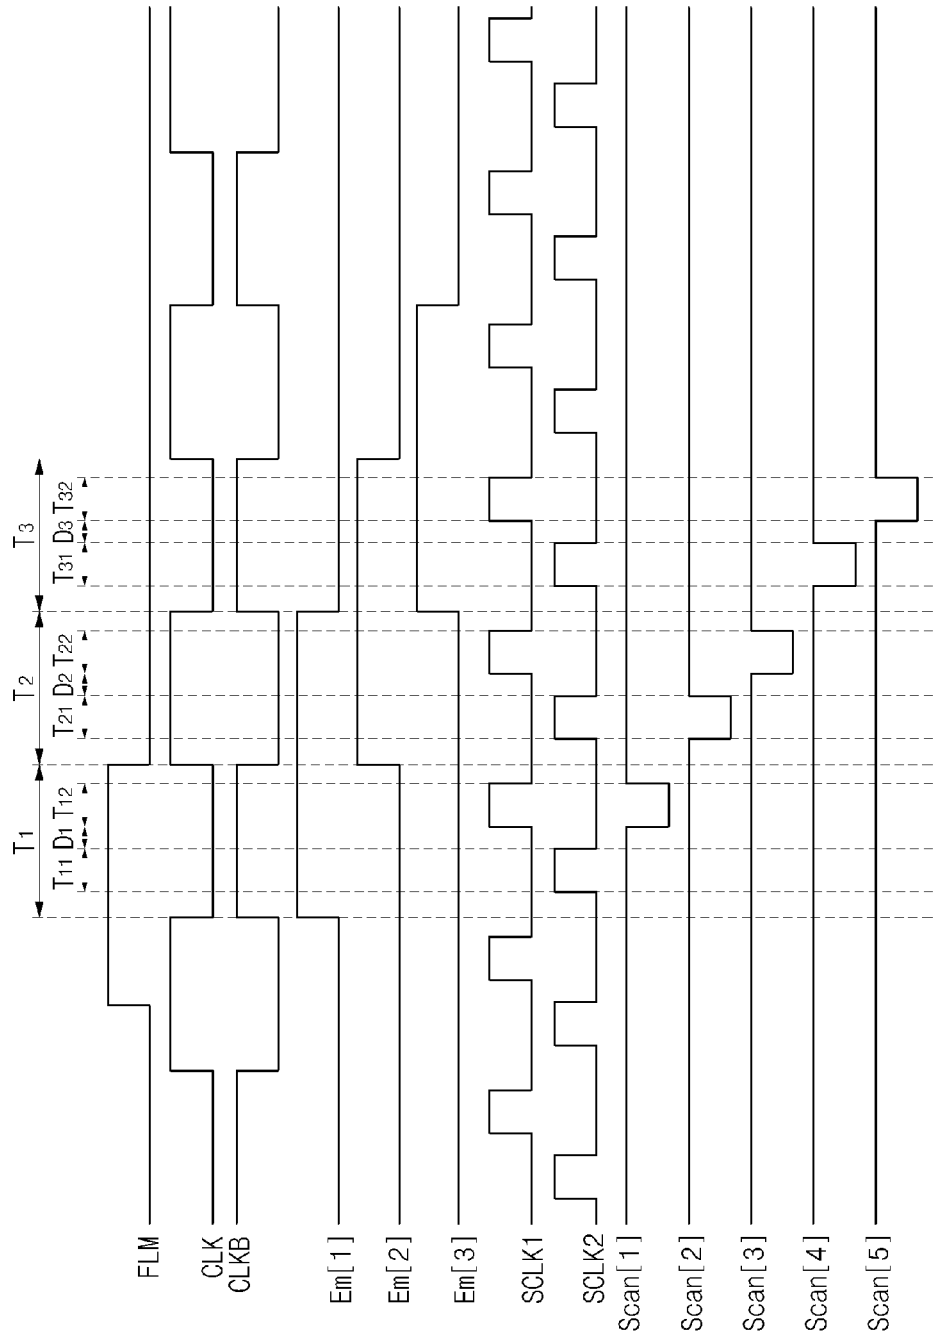 T1 T2 T3
T11 D1 T12 T21 D2 T22 T31 D3 T32
FLM
CLK
CLKB
Em[1]
Em[2]
Em[3]
SCLK1
SCLK2
Scan[1]
Scan[2]
Scan[3]
Scan[4]
Scan[5]